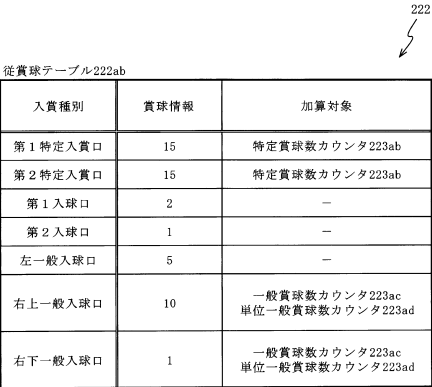 222
従賞球テーブル222ab
入賞種別 賞球情報 加算対象
第1特定入賞口 15 特定賞球数カウンタ223ab
第2特定入賞口 15 特定賞球数カウンタ223ab
第1入球口 2 －
第2入球口 1 －
左一般入球口 5 －
右上一般入球口 10 一般賞球数カウンタ223ac
単位一般賞球数カウンタ223ad
右下一般入球口 1 一般賞球数カウンタ223ac
単位一般賞球数カウンタ223ad